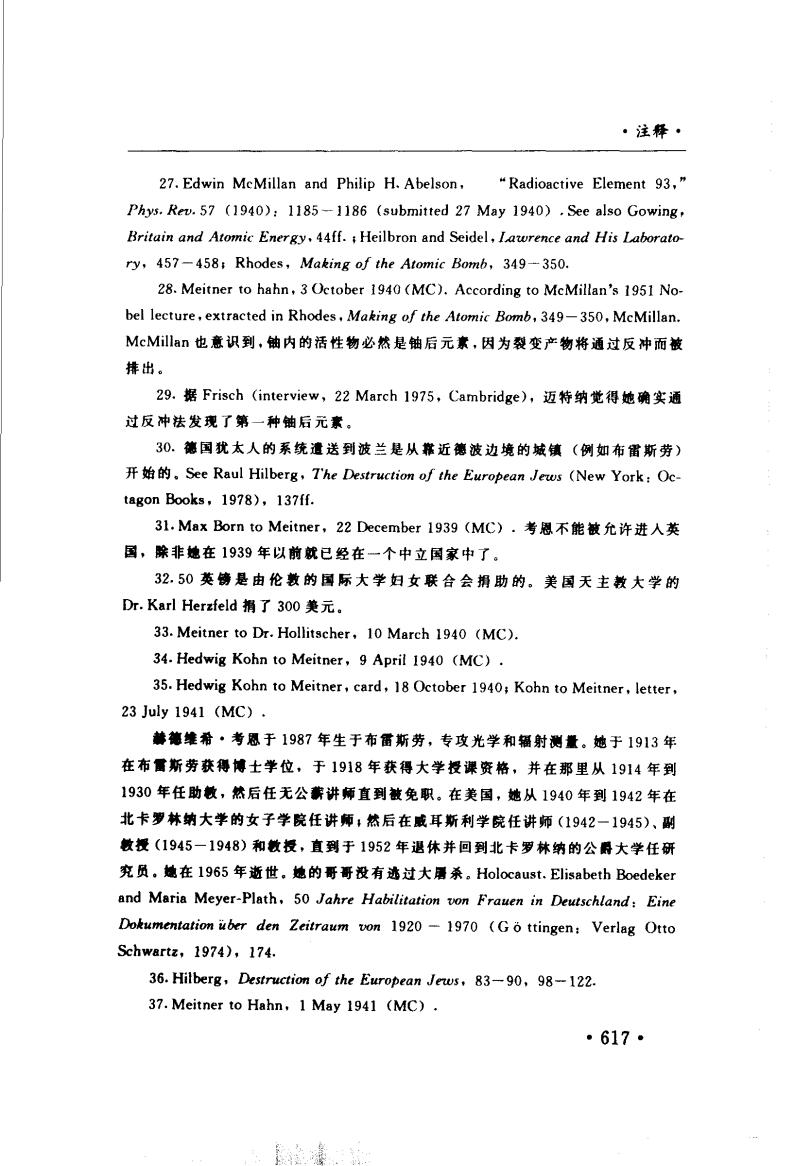 ·注释·
27. Edwin McMillan and Philip H. Abelson, “Radioactive Element 93,”
Phys. Rev. 57 (1940): 1185－1186 (submitted 27 May 1940) . See also Gowing,
Britain and Atomic Energy, 44ff. ; Heilbron and Seidel, Lawrence and His Laborato-
ry, 457－458; Rhodes, Making of the Atomic Bomb, 349－350.
28. Meitner to hahn, 3 October 1940 (MC). According to McMillan's 1951 No-
bel lecture, extracted in Rhodes, Making of the Atomic Bomb, 349－350, McMillan.
McMillan 也意识到,铀内的活性物必然是铀后元素,因为裂变产物将通过反冲而被
排出。
29. 据 Frisch (interview, 22 March 1975, Cambridge), 迈特纳觉得她确实通
过反冲法发现了第一种铀后元素。
30. 德国犹太人的系统遣送到波兰是从靠近德波边境的城镇（例如布雷斯劳）
开始的。See Raul Hilberg, The Destruction of the European Jews (New York: Oc-
tagon Books, 1978), 137ff.
31. Max Born to Meitner, 22 December 1939 (MC) . 考恩不能被允许进入英
国，除非她在 1939 年以前就已经在一个中立国家中了。
32. 50 英镑是由伦敦的国际大学妇女联合会捐助的。美国天主教大学的
Dr. Karl Herzfeld 捐了 300 美元。
33. Meitner to Dr. Hollitscher, 10 March 1940 (MC).
34. Hedwig Kohn to Meitner, 9 April 1940 (MC) .
35. Hedwig Kohn to Meitner, card, 18 October 1940; Kohn to Meitner, letter,
23 July 1941 (MC) .
赫德维希·考恩于 1987 年生于布雷斯劳，专攻光学和辐射测量。她于 1913 年
在布雷斯劳获得博士学位，于 1918 年获得大学授课资格，并在那里从 1914 年到
1930 年任助教，然后任无公薪讲师直到被免职。在美国，她从 1940 年到 1942 年在
北卡罗林纳大学的女子学院任讲师；然后在威耳斯利学院任讲师（1942－1945）、副
教授（1945－1948）和教授，直到于 1952 年退休并回到北卡罗林纳的公爵大学任研
究员。她在 1965 年逝世。她的哥哥没有逃过大屠杀。Holocaust. Elisabeth Boedeker
and Maria Meyer-Plath, 50 Jahre Habilitation von Frauen in Deutschland: Eine
Dokumentation über den Zeitraum von 1920 － 1970 (Gö ttingen: Verlag Otto
Schwartz, 1974), 174.
36. Hilberg, Destruction of the European Jews, 83－90, 98－122.
37. Meitner to Hahn, 1 May 1941 (MC) .
·617·